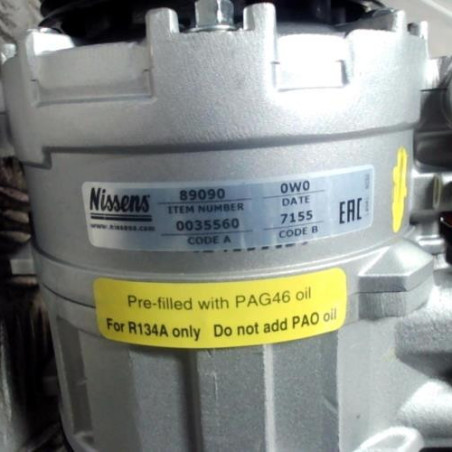 Nissens
www.nissens.com
89090
ITEM NUMBER
0035560
CODE A
0W0
DATE
7155
CODE B
EAC
Pre-filled with PAG46 oil
For R134A only Do not add PAO oil